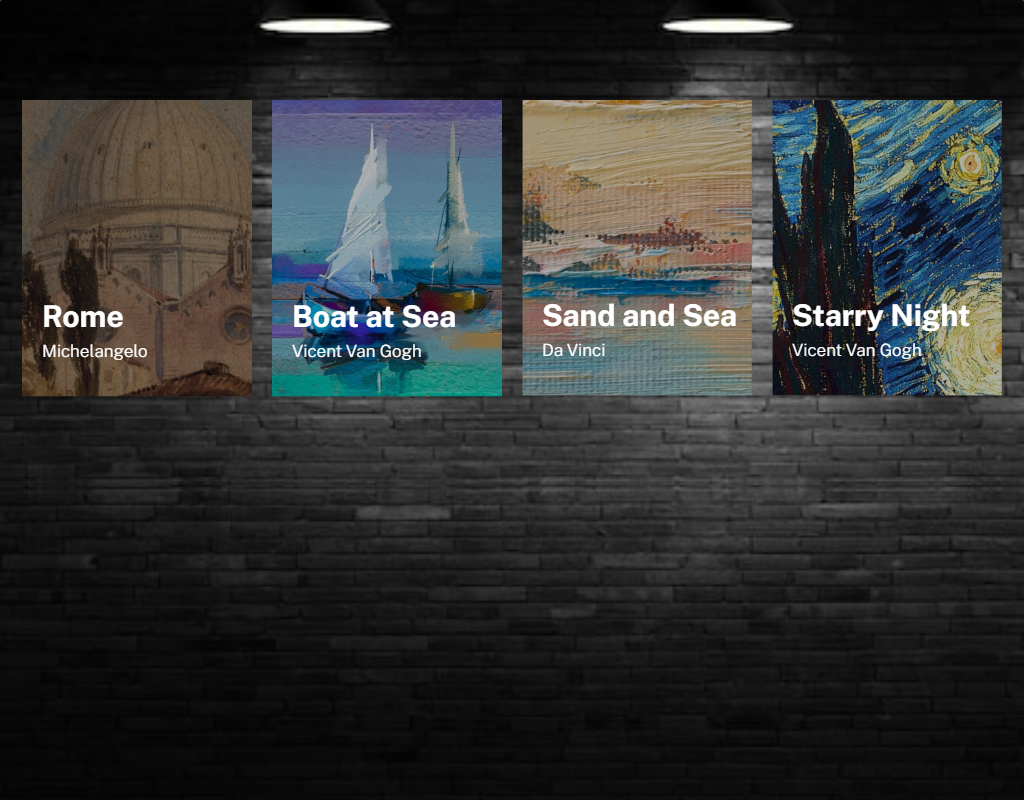 Rome
Michelangelo
Boat at Sea
Vicent Van Gogh
Sand and Sea
Da Vinci
Starry Night
Vicent Van Gogh